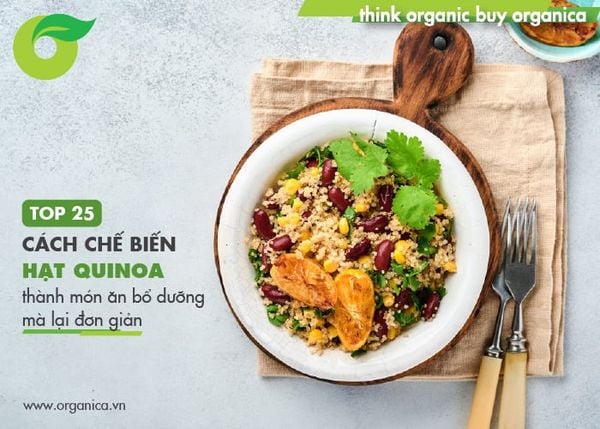 think organic buy organica
TOP 25
CÁCH CHẾ BIẾN
HẠT QUINOA
thành món ăn bổ dưỡng
mà lại đơn giản
www.organica.vn